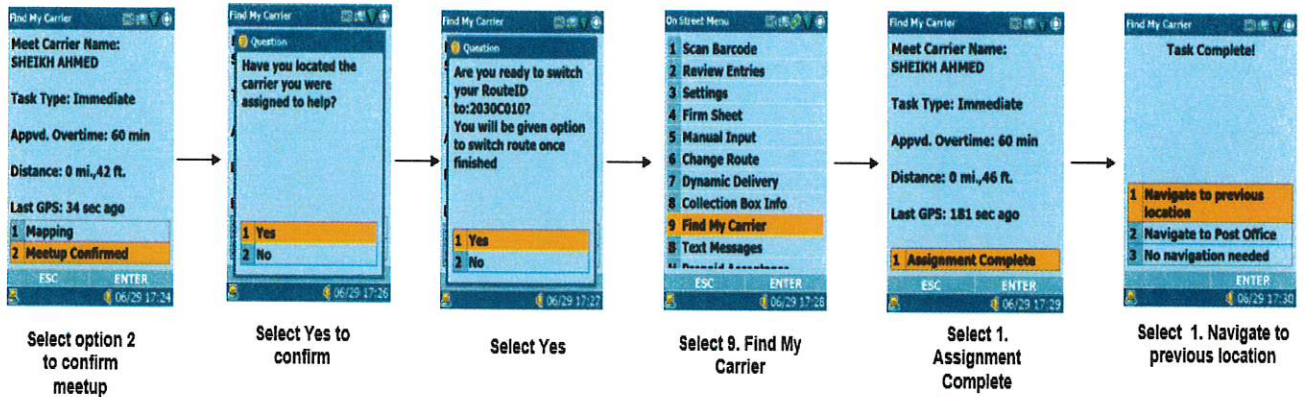 Find My Carrier
Meet Carrier Name:
SHEIKH AHMED
Task Type: Immediate
Appvd. Overtime: 60 min
Distance: 0 mi.,42 ft.
Last GPS: 34 sec ago
1 Mapping
2 Meetup Confirmed
ESC ENTER
06/29 17:24
Select option 2
to confirm
meetup
Find My Carrier
Question
Have you located the
carrier you were
assigned to help?
1 Yes
2 No
06/29 17:26
Select Yes to
confirm
Find My Carrier
Question
Are you ready to switch
your RouteID
to:2030C010?
You will be given option
to switch route once
finished
1 Yes
2 No
06/29 17:27
Select Yes
On Street Menu
1 Scan Barcode
2 Review Entries
3 Settings
4 Firm Sheet
5 Manual Input
6 Change Route
7 Dynamic Delivery
8 Collection Box Info
9 Find My Carrier
B Text Messages
ESC ENTER
06/29 17:28
Select 9. Find My
Carrier
Find My Carrier
Meet Carrier Name:
SHEIKH AHMED
Task Type: Immediate
Appvd. Overtime: 60 min
Distance: 0 mi.,46 ft.
Last GPS: 181 sec ago
1 Assignment Complete
ESC ENTER
06/29 17:29
Select 1.
Assignment
Complete
Find My Carrier
Task Complete!
1 Navigate to previous
location
2 Navigate to Post Office
3 No navigation needed
ENTER
06/29 17:30
Select 1. Navigate to
previous location